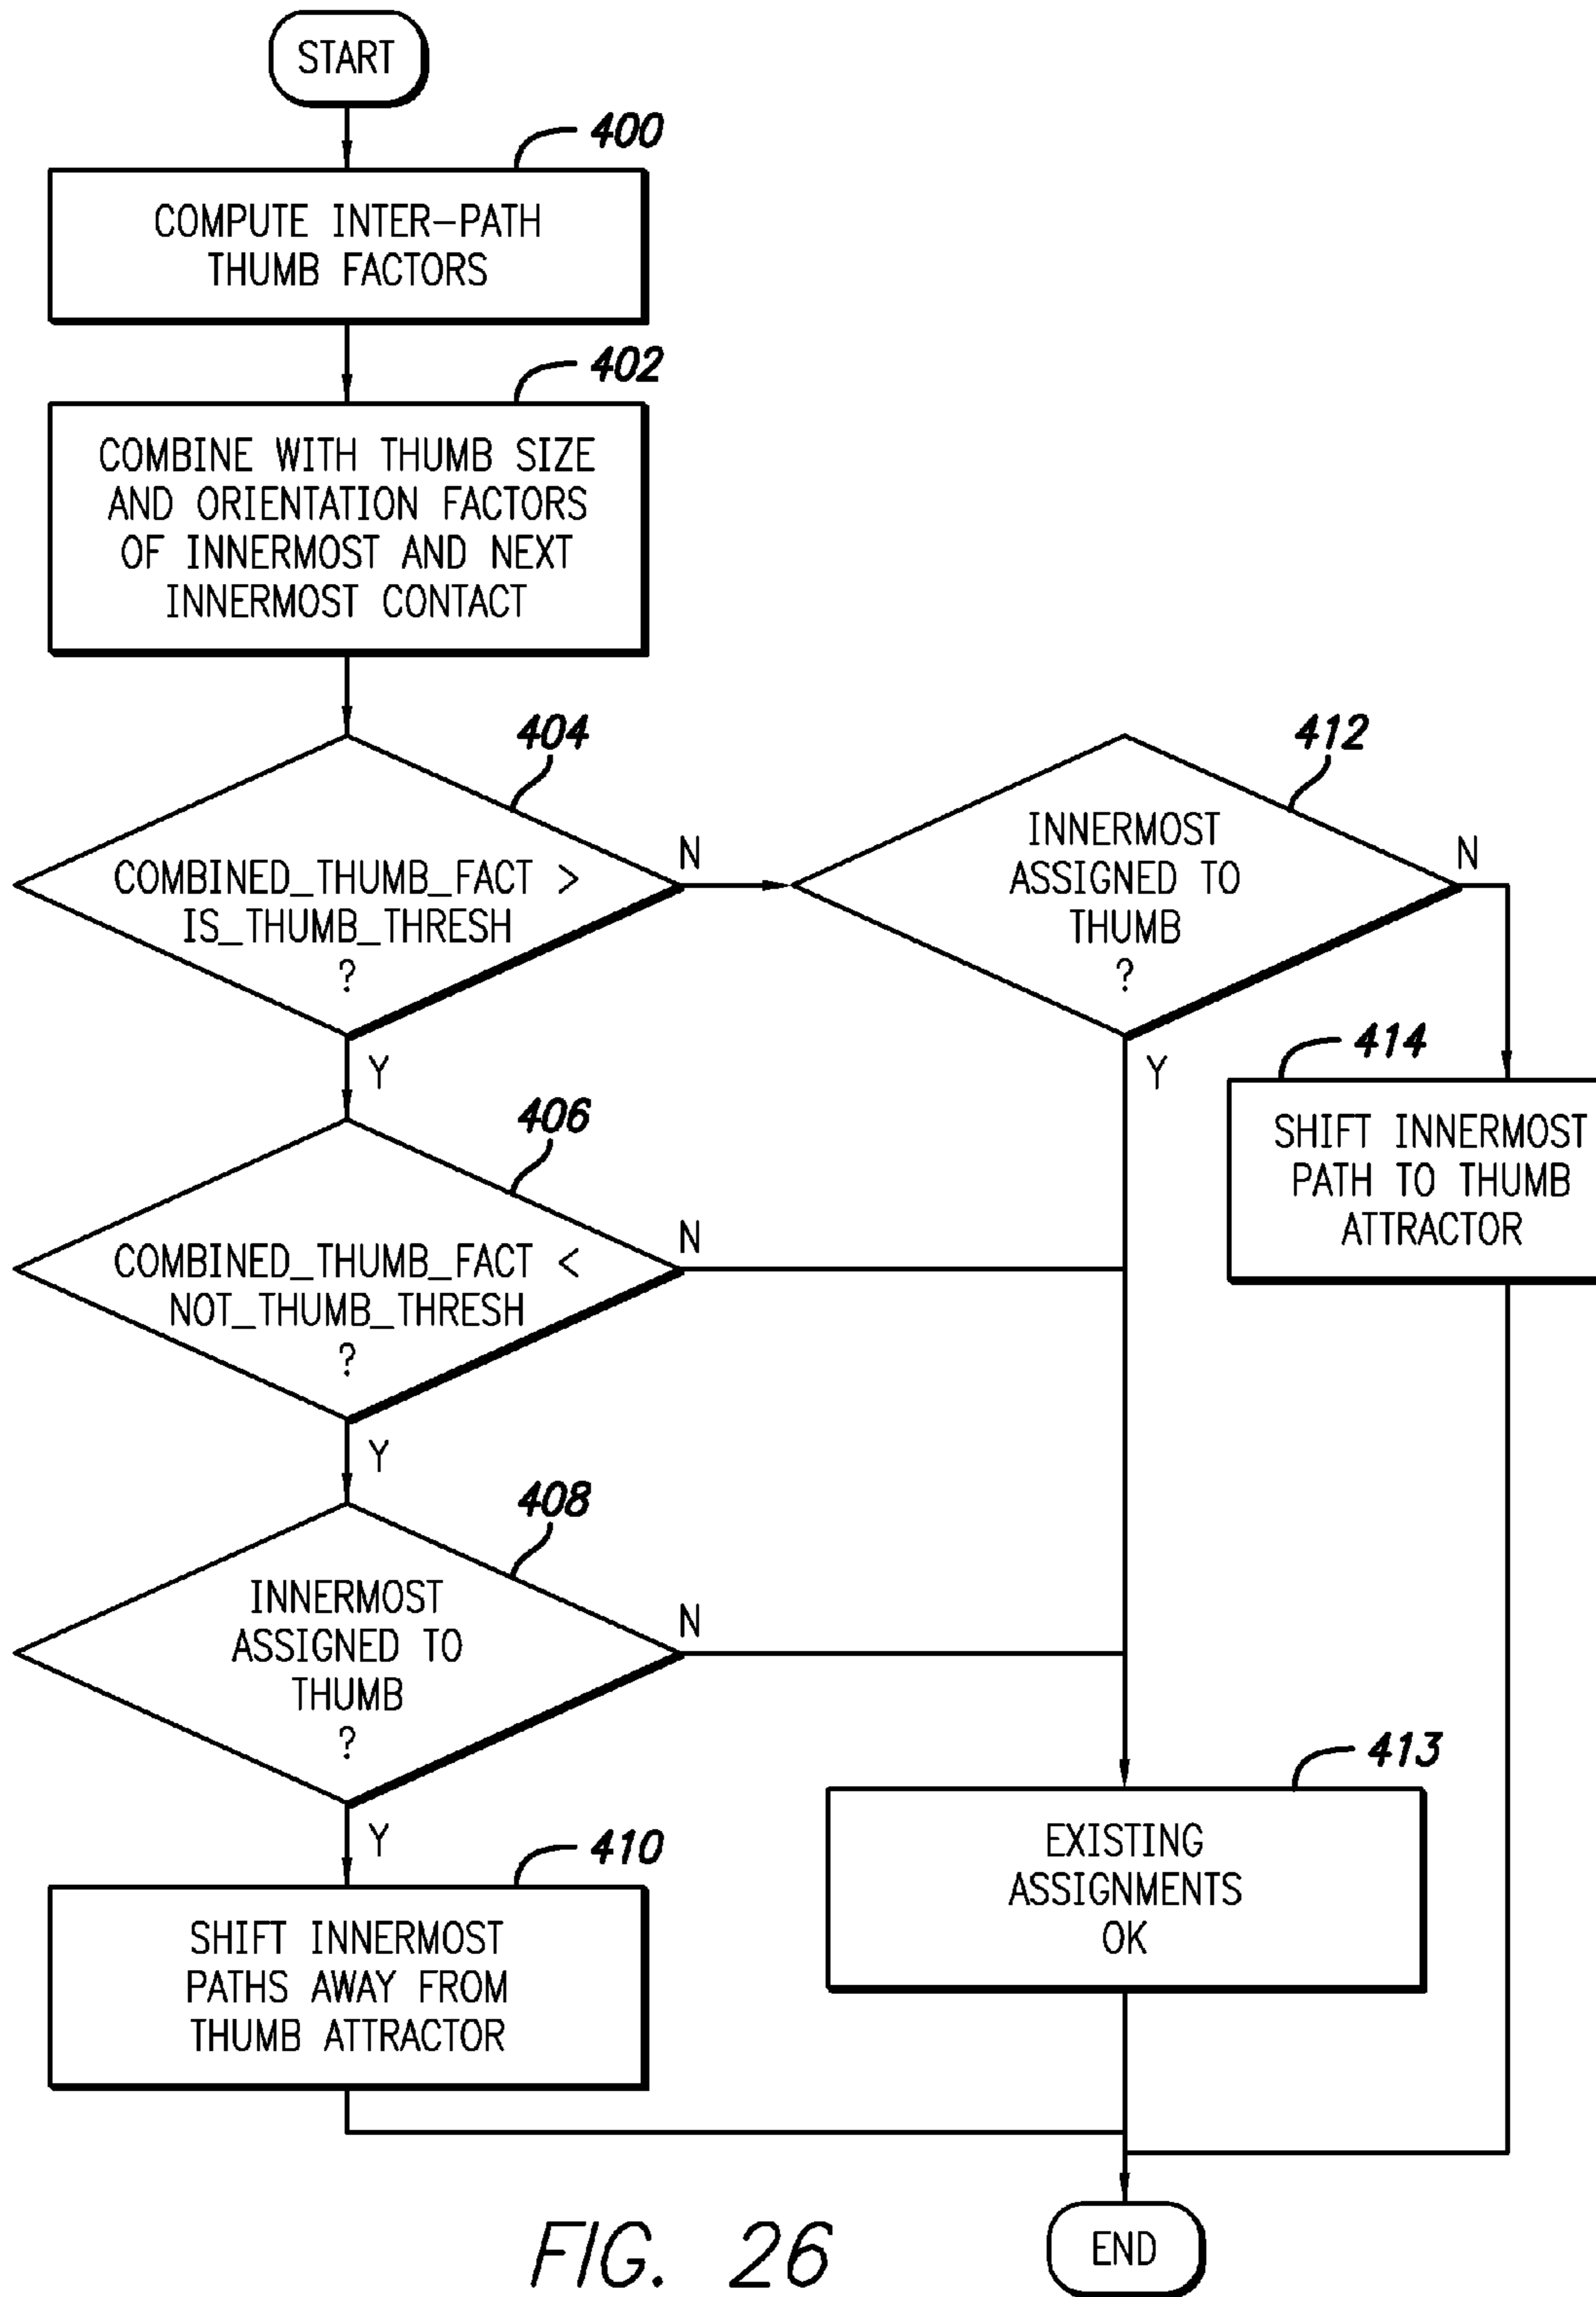 START
400
COMPUTE INTER-PATH
THUMB FACTORS
402
COMBINE WITH THUMB SIZE
AND ORIENTATION FACTORS
OF INNERMOST AND NEXT
INNERMOST CONTACT
404
COMBINED_THUMB_FACT >
IS_THUMB_THRESH
?
N
Y
412
INNERMOST
ASSIGNED TO
THUMB
?
N
Y
414
SHIFT INNERMOST
PATH TO THUMB
ATTRACTOR
406
COMBINED_THUMB_FACT <
NOT_THUMB_THRESH
?
N
Y
408
INNERMOST
ASSIGNED TO
THUMB
?
N
Y
413
EXISTING
ASSIGNMENTS
OK
410
SHIFT INNERMOST
PATHS AWAY FROM
THUMB ATTRACTOR
END
FIG. 26